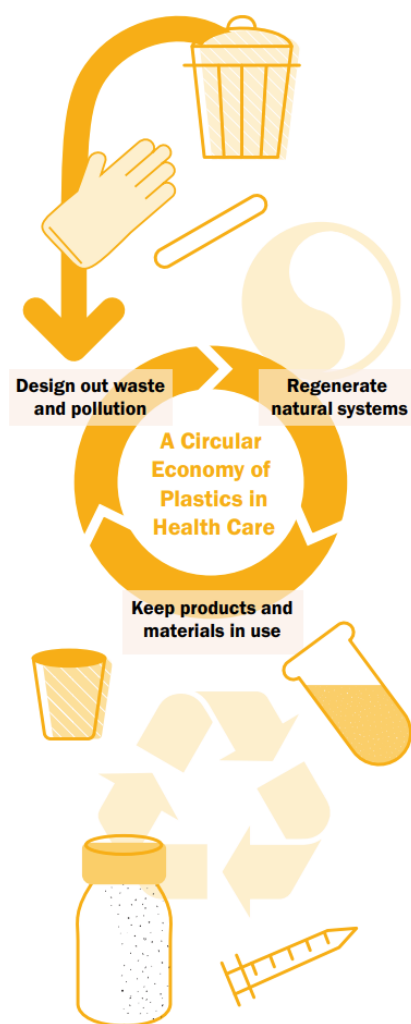 Design out waste
and pollution
Regenerate
natural systems
A Circular
Economy of
Plastics in
Health Care
Keep products and
materials in use